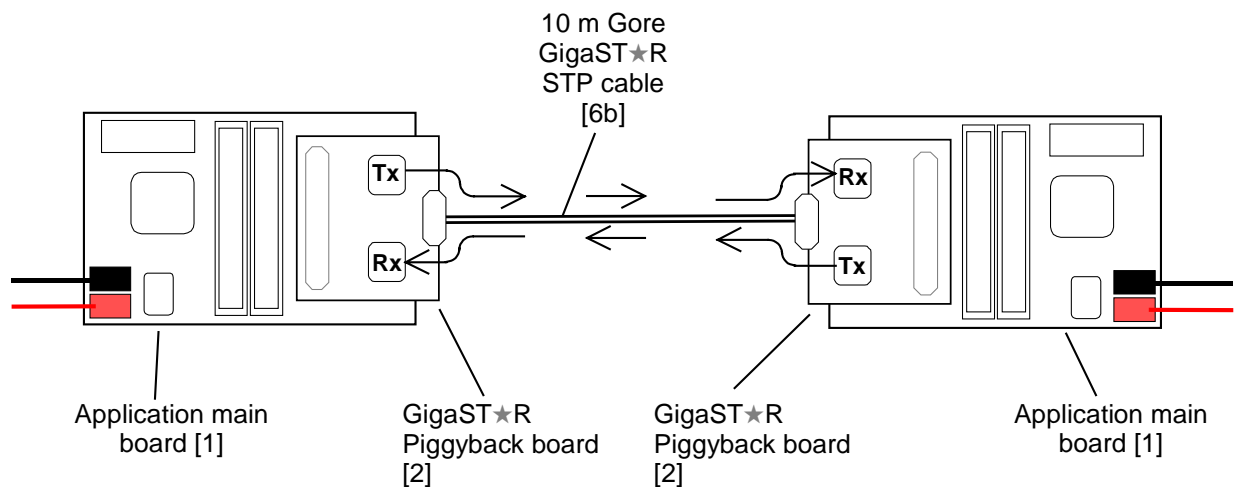 10 m Gore
GigaST★R
STP cable
[6b]
Tx
Rx
Rx
Tx
Application main
board [1]
GigaST★R
Piggyback board
[2]
GigaST★R
Piggyback board
[2]
Application main
board [1]